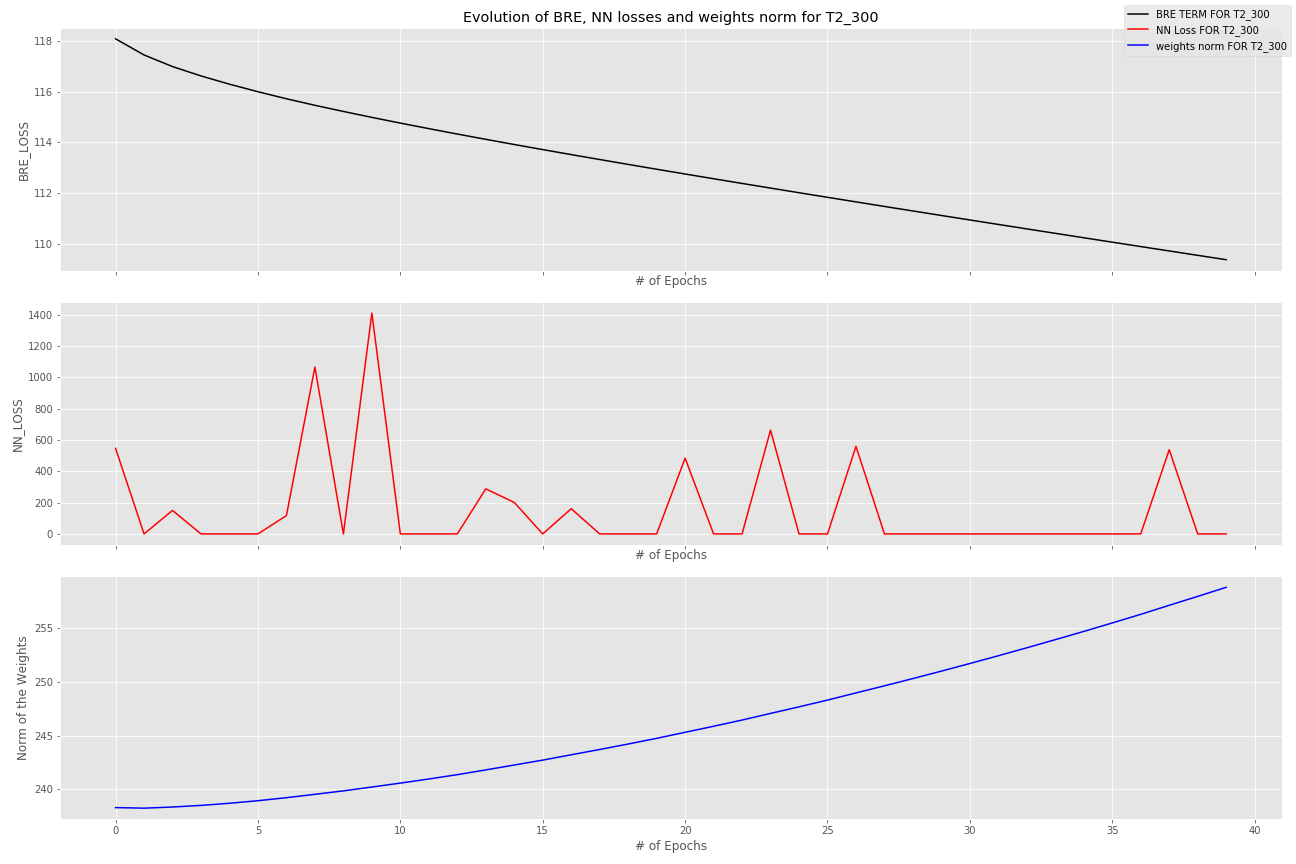 Evolution of BRE, NN losses and weights norm for T2_300
BRE TERM FOR T2_300
NN Loss FOR T2_300
weights norm FOR T2_300
BRE_LOSS
118
116
114
112
110
# of Epochs
NN_LOSS
1400
1200
1000
800
600
400
200
0
# of Epochs
Norm of the Weights
255
250
245
240
0 5 10 15 20 25 30 35 40
# of Epochs